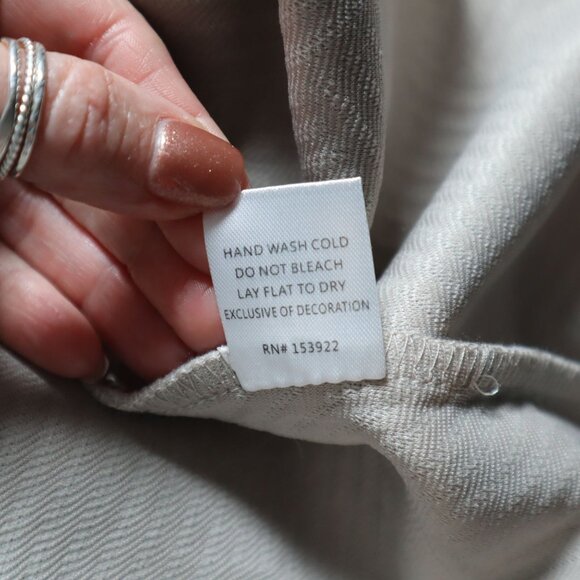 HAND WASH COLD
DO NOT BLEACH
LAY FLAT TO DRY
EXCLUSIVE OF DECORATION
RN# 153922